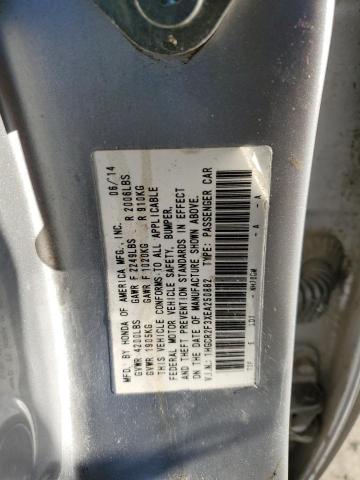 MFD. BY HONDA OF AMERICA MFG., INC. 06/14
GVWR 4200LBS GAWR F 2249LBS R 2006LBS
GVWR 1905KG GAWR F 1020KG R 910KG
THIS VEHICLE CONFORMS TO ALL APPLICABLE
FEDERAL MOTOR VEHICLE SAFETY, BUMPER,
AND THEFT PREVENTION STANDARDS IN EFFECT
ON THE DATE OF MANUFACTURE SHOWN ABOVE.
V.I.N.: 1HGCR2F3XEA250882 TYPE: PASSENGER CAR